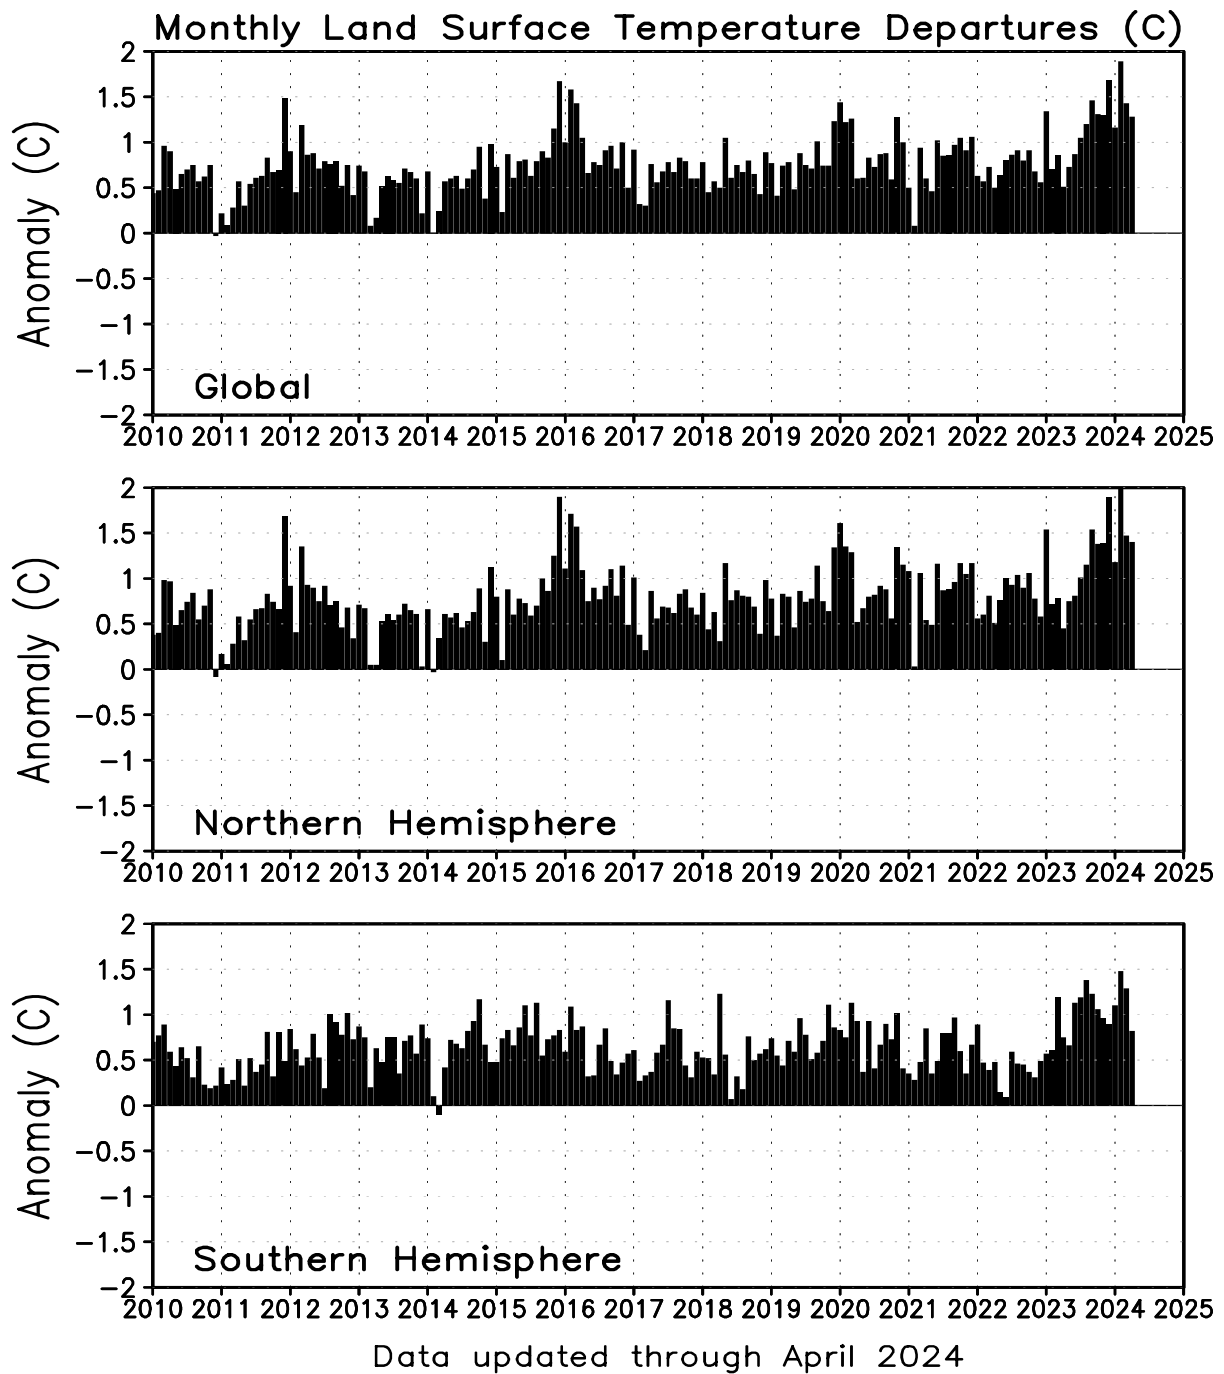 Monthly Land Surface Temperature Departures (C)
2
1.5
1
0.5
0
−0.5
−1
−1.5
−2
Anomaly (C)
Global
2010 2011 2012 2013 2014 2015 2016 2017 2018 2019 2020 2021 2022 2023 2024 2025
2
1.5
1
0.5
0
−0.5
−1
−1.5
−2
Anomaly (C)
Northern Hemisphere
2010 2011 2012 2013 2014 2015 2016 2017 2018 2019 2020 2021 2022 2023 2024 2025
2
1.5
1
0.5
0
−0.5
−1
−1.5
−2
Anomaly (C)
Southern Hemisphere
2010 2011 2012 2013 2014 2015 2016 2017 2018 2019 2020 2021 2022 2023 2024 2025
Data updated through April 2024